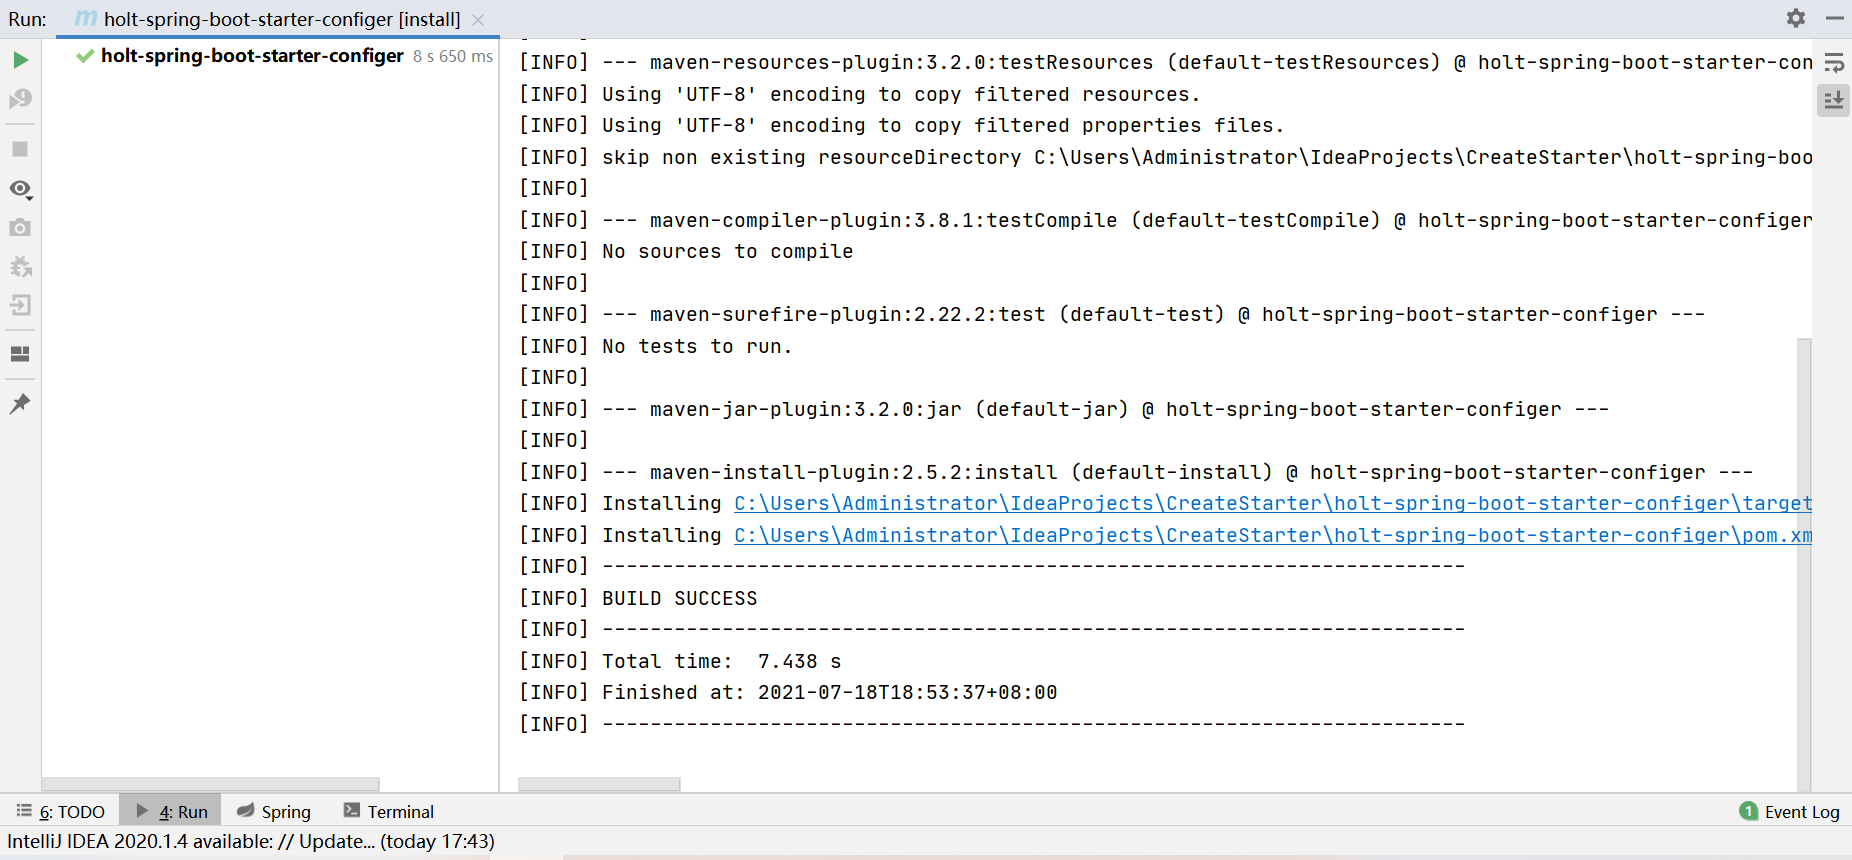 Run: m holt-spring-boot-starter-configer [install]
holt-spring-boot-starter-configer 8 s 650 ms
[INFO] --- maven-resources-plugin:3.2.0:testResources (default-testResources) @ holt-spring-boot-starter-con
[INFO] Using 'UTF-8' encoding to copy filtered resources.
[INFO] Using 'UTF-8' encoding to copy filtered properties files.
[INFO] skip non existing resourceDirectory C:\Users\Administrator\IdeaProjects\CreateStarter\holt-spring-boo
[INFO]
[INFO] --- maven-compiler-plugin:3.8.1:testCompile (default-testCompile) @ holt-spring-boot-starter-configer
[INFO] No sources to compile
[INFO]
[INFO] --- maven-surefire-plugin:2.22.2:test (default-test) @ holt-spring-boot-starter-configer ---
[INFO] No tests to run.
[INFO]
[INFO] --- maven-jar-plugin:3.2.0:jar (default-jar) @ holt-spring-boot-starter-configer ---
[INFO]
[INFO] --- maven-install-plugin:2.5.2:install (default-install) @ holt-spring-boot-starter-configer ---
[INFO] Installing C:\Users\Administrator\IdeaProjects\CreateStarter\holt-spring-boot-starter-configer\target
[INFO] Installing C:\Users\Administrator\IdeaProjects\CreateStarter\holt-spring-boot-starter-configer\pom.xm
[INFO] ------------------------------------------------------------------------
[INFO] BUILD SUCCESS
[INFO] ------------------------------------------------------------------------
[INFO] Total time:  7.438 s
[INFO] Finished at: 2021-07-18T18:53:37+08:00
[INFO] ------------------------------------------------------------------------
6: TODO 4: Run Spring Terminal 1 Event Log
IntelliJ IDEA 2020.1.4 available: // Update... (today 17:43)